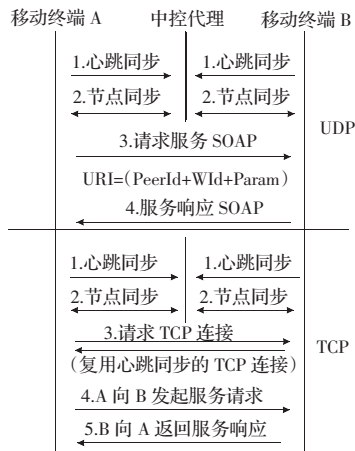 移动终端 A 中控代理 移动终端 B
1.心跳同步 1.心跳同步
2.节点同步 2.节点同步
UDP
3.请求服务 SOAP
URI=(PeerId+WId+Param)
4.服务响应 SOAP
1.心跳同步 1.心跳同步
2.节点同步 2.节点同步
3.请求 TCP 连接
TCP
(复用心跳同步的 TCP 连接)
4.A 向 B 发起服务请求
5.B 向 A 返回服务响应